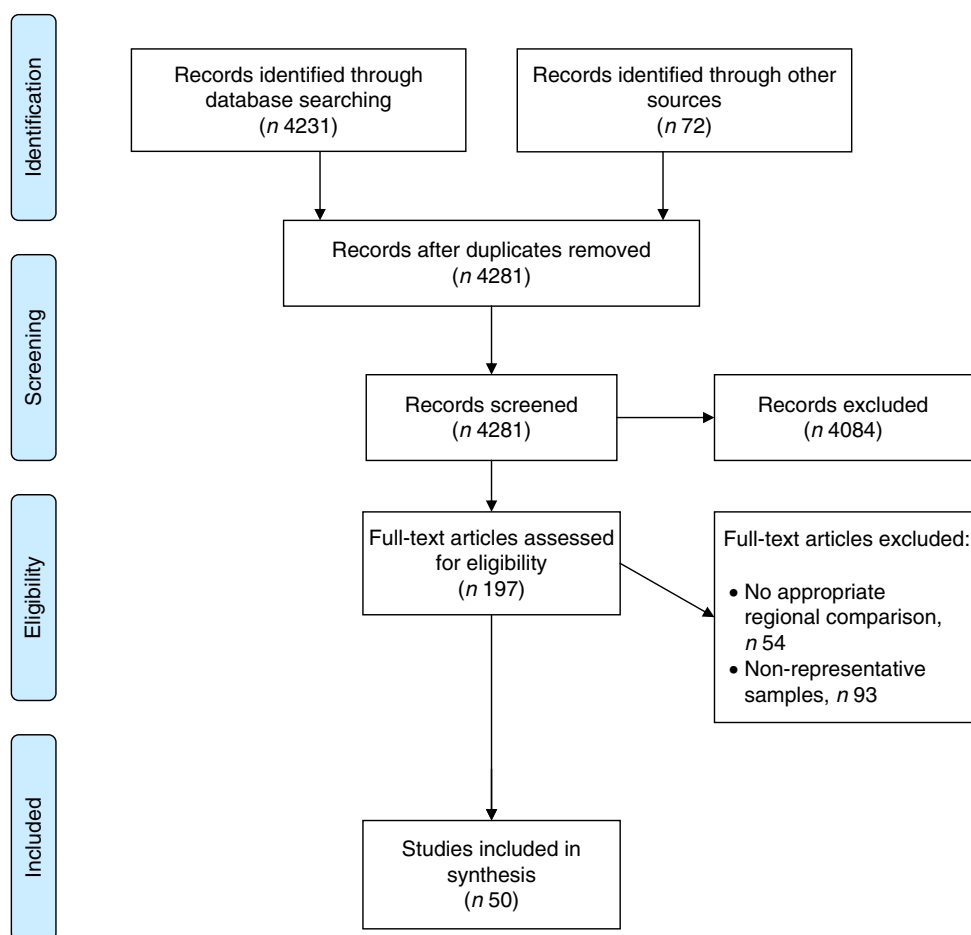 Identification
Records identified through
database searching
(n 4231)
Records identified through other
sources
(n 72)
Records after duplicates removed
(n 4281)
Screening
Records screened
(n 4281)
Records excluded
(n 4084)
Eligibility
Full-text articles assessed
for eligibility
(n 197)
Full-text articles excluded:
• No appropriate
regional comparison,
n 54
• Non-representative
samples, n 93
Included
Studies included in
synthesis
(n 50)